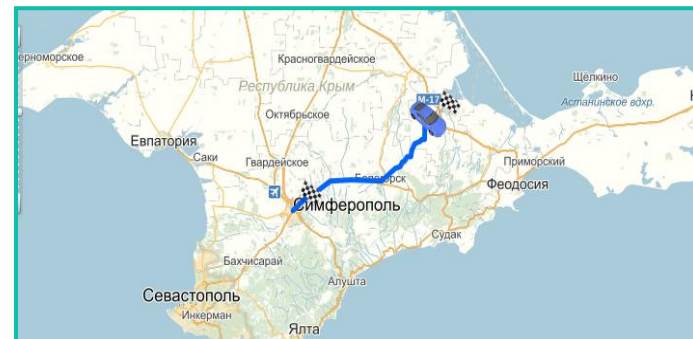 Черноморское
Красногвардейское
Республика Крым
М-17
Щёлкино
Астанинское вдхр.
Октябрьское
Евпатория
Саки
Гвардейское
Приморский
Белогорск
Феодосия
Симферополь
Судак
Бахчисарай
Алушта
Севастополь
Инкерман
Ялта